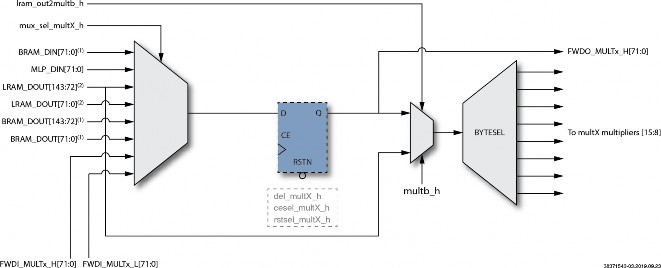 lram_out2multb_h
mux_sel_multX_h
BRAM_DIN[71:0](1)
FWDO_MULTx_H[71:0]
MLP_DIN[71:0]
LRAM_DOUT[143:72](2)
LRAM_DOUT[71:0](2)
BRAM_DOUT[143:72](1)
BRAM_DOUT[71:0](1)
D Q
CE
RSTN
BYTESEL
To multX multipliers [15:8]
multb_h
del_multX_h
cesel_multX_h
rstsel_multX_h
FWDI_MULTx_H[71:0] FWDI_MULTx_L[71:0]
38371543-03.2019.09.23